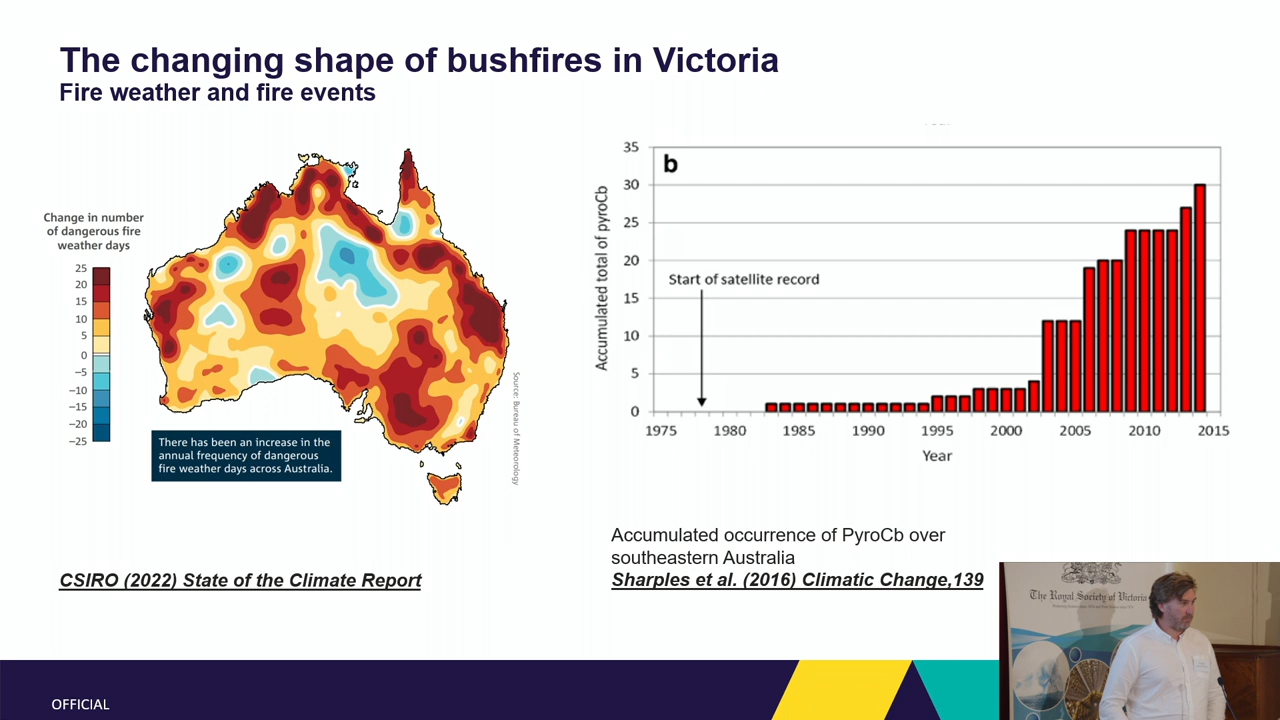 The changing shape of bushfires in Victoria
Fire weather and fire events
Change in number
of dangerous fire
weather days
25
20
15
10
5
0
−5
−10
−15
−20
−25
There has been an increase in the
annual frequency of dangerous
fire weather days across Australia.
Source: Bureau of Meteorology
CSIRO (2022) State of the Climate Report
b
Accumulated total of pyroCb
35
30
25
20
15
10
5
0
Start of satellite record
1975 1980 1985 1990 1995 2000 2005 2010 2015
Year
Accumulated occurrence of PyroCb over
southeastern Australia
Sharples et al. (2016) Climatic Change,139
The Royal Society of Victoria
OFFICIAL